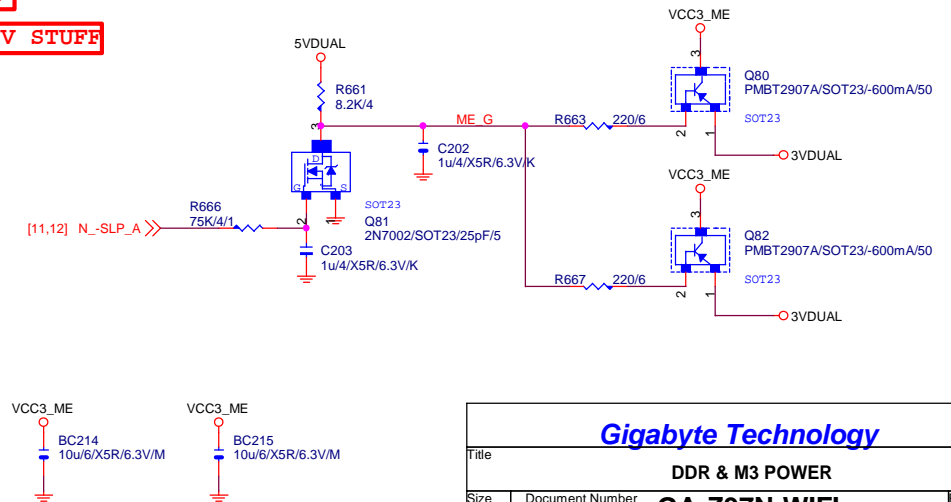 V STUFF
5VDUAL
R661
8.2K/4
3
ME_G
C202
1u/4/X5R/6.3V/K
D
G
S
SOT23
Q81
2N7002/SOT23/25pF/5
2
1
[11,12] N_-SLP_A
R666
75K/4/1
C203
1u/4/X5R/6.3V/K
VCC3_ME
3
Q80
PMBT2907A/SOT23/-600mA/50
SOT23
R663 220/6
2
1
3VDUAL
VCC3_ME
3
Q82
PMBT2907A/SOT23/-600mA/50
SOT23
R667 220/6
2
1
3VDUAL
VCC3_ME
BC214
10u/6/X5R/6.3V/M
VCC3_ME
BC215
10u/6/X5R/6.3V/M
Gigabyte Technology
Title
DDR & M3 POWER
Size
Document Number